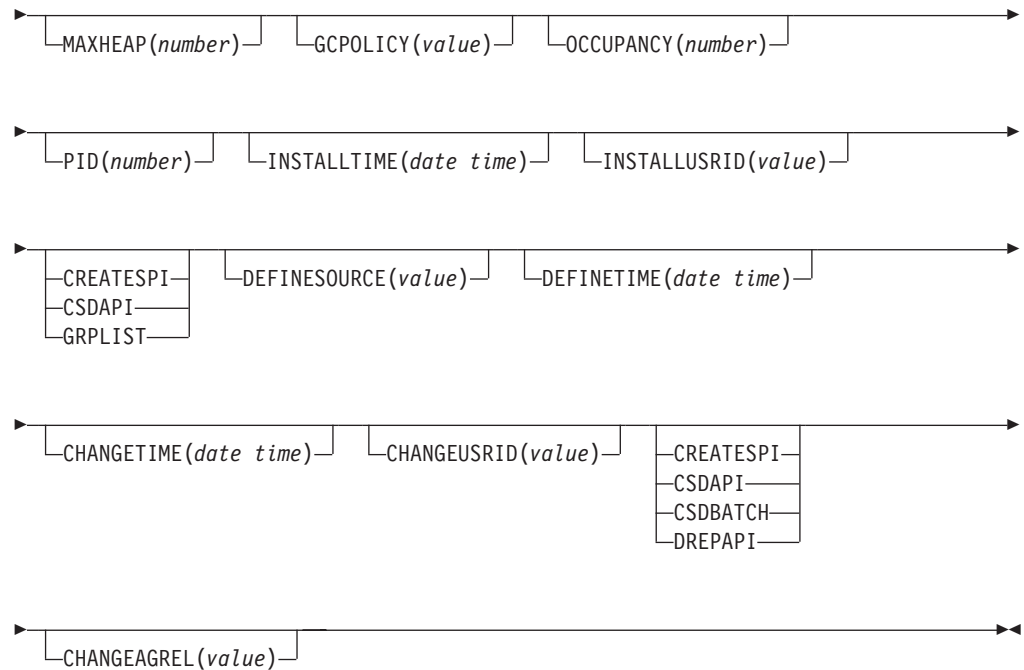 MAXHEAP(number) GCPOLICY(value) OCCUPANCY(number)
PID(number) INSTALLTIME(date time) INSTALLUSRID(value)
CREATESPI DEFINESOURCE(value) DEFINETIME(date time)
CSDAPI
GRPLIST
CHANGETIME(date time) CHANGEUSRID(value) CREATESPI
CSDAPI
CSDBATCH
DREPAPI
CHANGEAGREL(value)